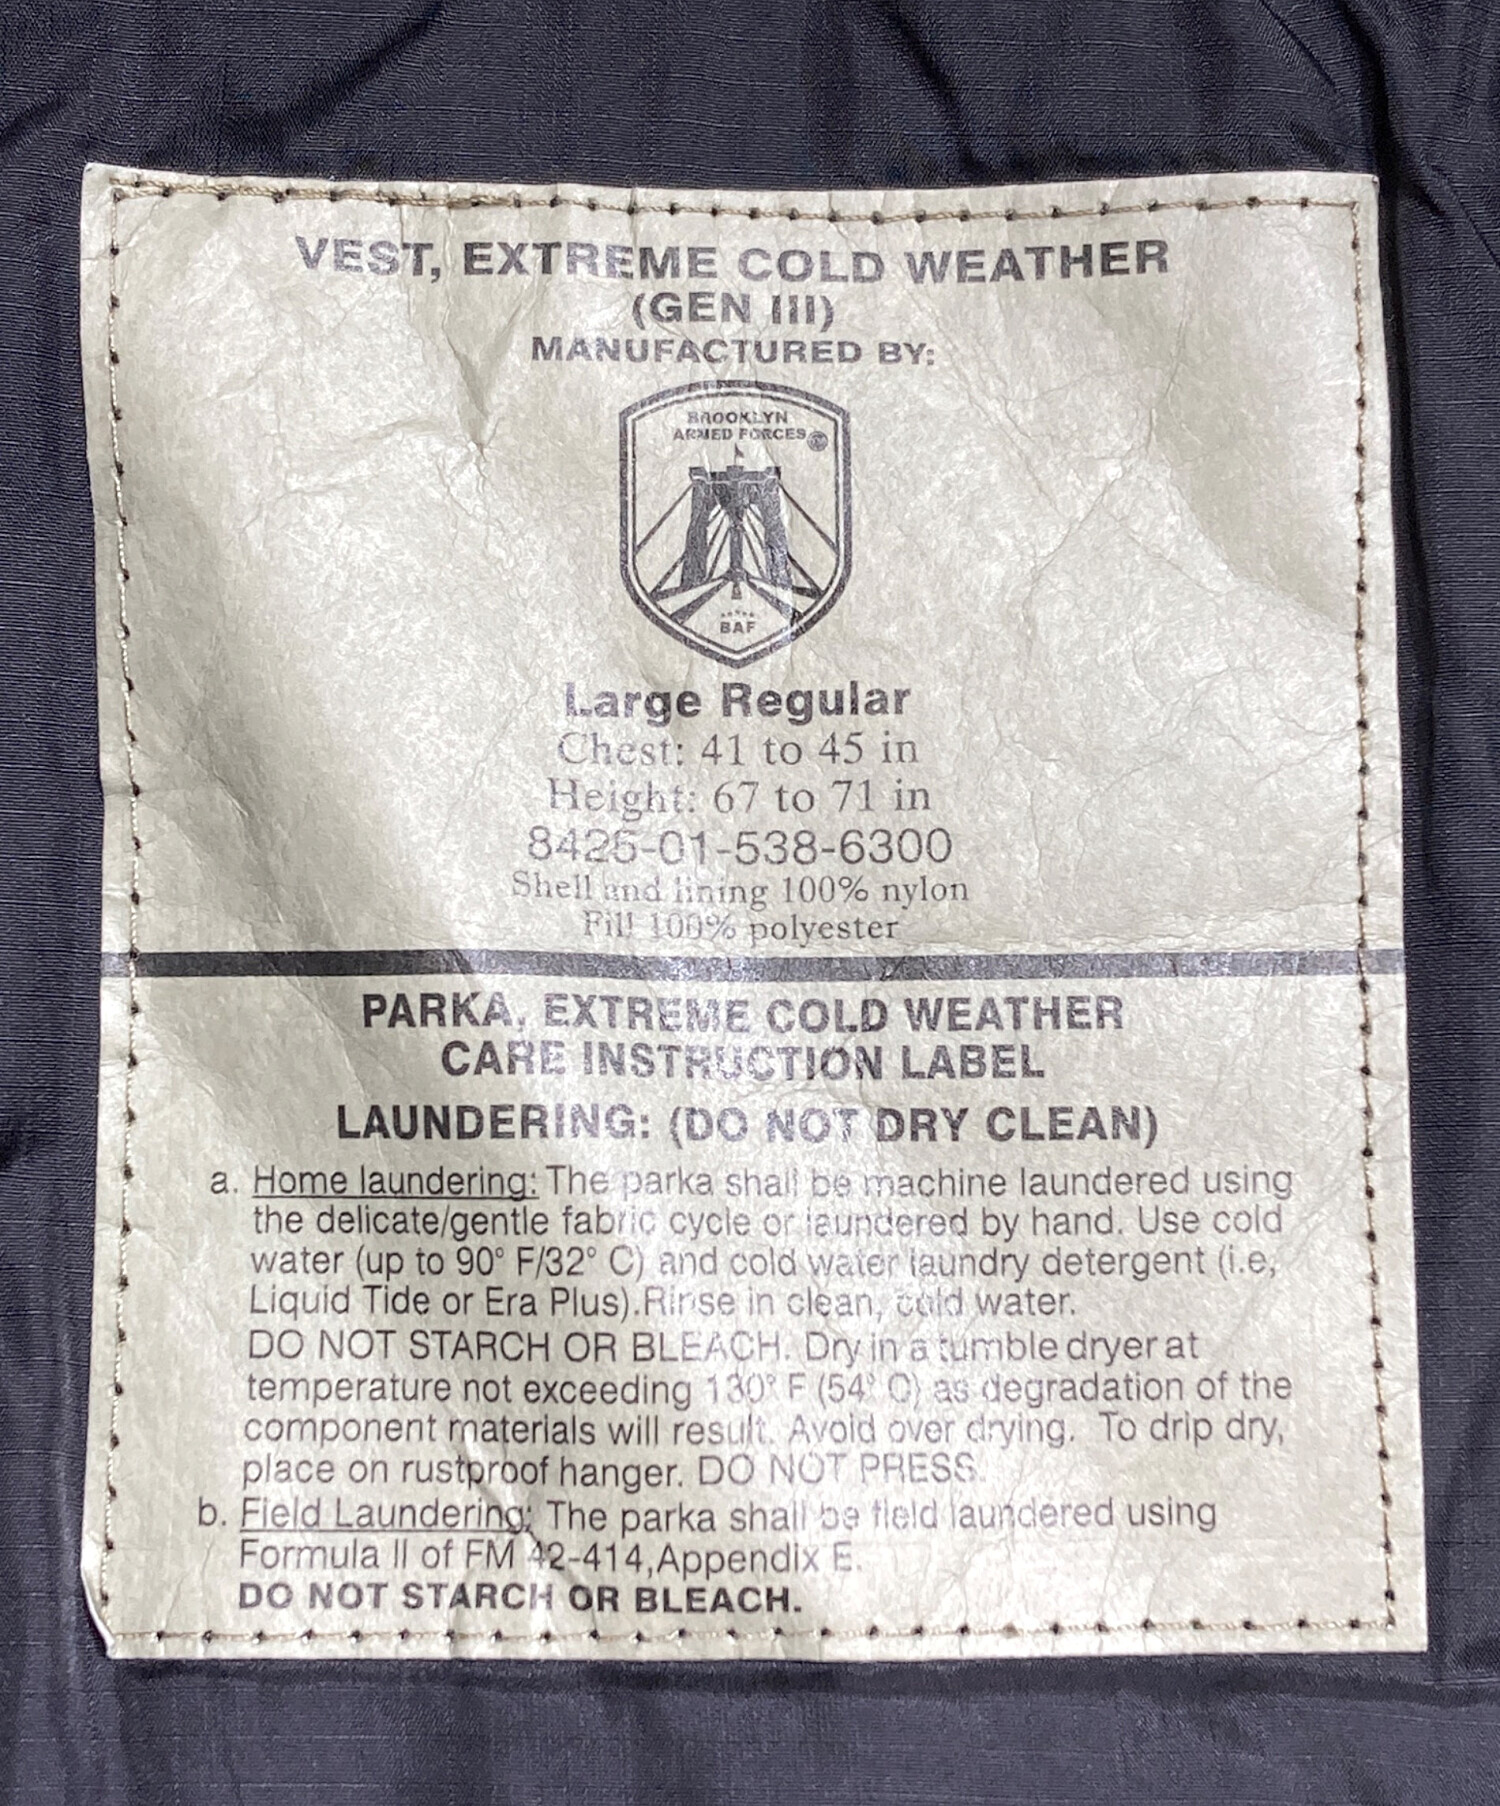 VEST, EXTREME COLD WEATHER
(GEN III)
MANUFACTURED BY:
BROOKLYN
ARMED FORCES
BAF
Large Regular
Chest: 41 to 45 in
Height: 67 to 71 in
8425-01-538-6300
Shell and lining 100% nylon
Fill 100% polyester
PARKA, EXTREME COLD WEATHER
CARE INSTRUCTION LABEL
LAUNDERING: (DO NOT DRY CLEAN)
a. Home laundering: The parka shall be machine laundered using
the delicate/gentle fabric cycle or laundered by hand. Use cold
water (up to 90° F/32° C) and cold water laundry detergent (i.e,
Liquid Tide or Era Plus).Rinse in clean, cold water.
DO NOT STARCH OR BLEACH. Dry in a tumble dryer at
temperature not exceeding 130° F (54° C) as degradation of the
component materials will result. Avoid over drying. To drip dry,
place on rustproof hanger. DO NOT PRESS.
b. Field Laundering: The parka shall be field laundered using
Formula II of FM 42-414,Appendix E.
DO NOT STARCH OR BLEACH.